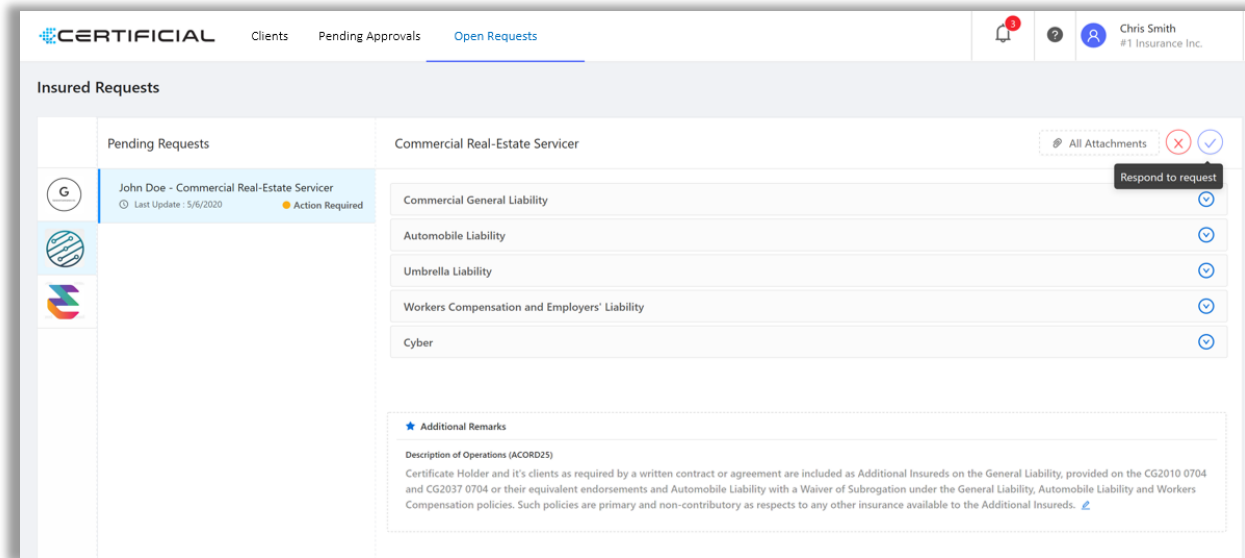 CERTIFICIAL Clients Pending Approvals Open Requests 3 ? Chris Smith
#1 Insurance Inc.
Insured Requests
Pending Requests Commercial Real-Estate Servicer All Attachments
Respond to request
G
John Doe - Commercial Real-Estate Servicer
Last Update : 5/6/2020 Action Required
Commercial General Liability
Automobile Liability
Umbrella Liability
Workers Compensation and Employers' Liability
Cyber
Additional Remarks
Description of Operations (ACORD25)
Certificate Holder and it's clients as required by a written contract or agreement are included as Additional Insureds on the General Liability, provided on the CG2010 0704
and CG2037 0704 or their equivalent endorsements and Automobile Liability with a Waiver of Subrogation under the General Liability, Automobile Liability and Workers
Compensation policies. Such policies are primary and non-contributory as respects to any other insurance available to the Additional Insureds.